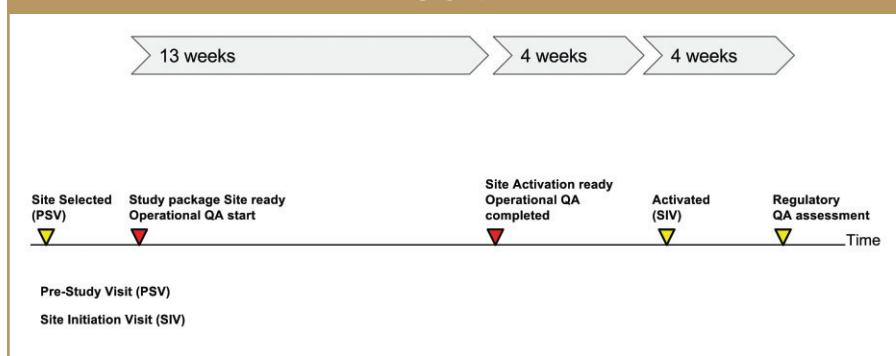 13 weeks
4 weeks
4 weeks
Site Selected
(PSV)
Study package Site ready
Operational QA start
Site Activation ready
Operational QA
completed
Activated
(SIV)
Regulatory
QA assessment
Time
Pre-Study Visit (PSV)
Site Initiation Visit (SIV)